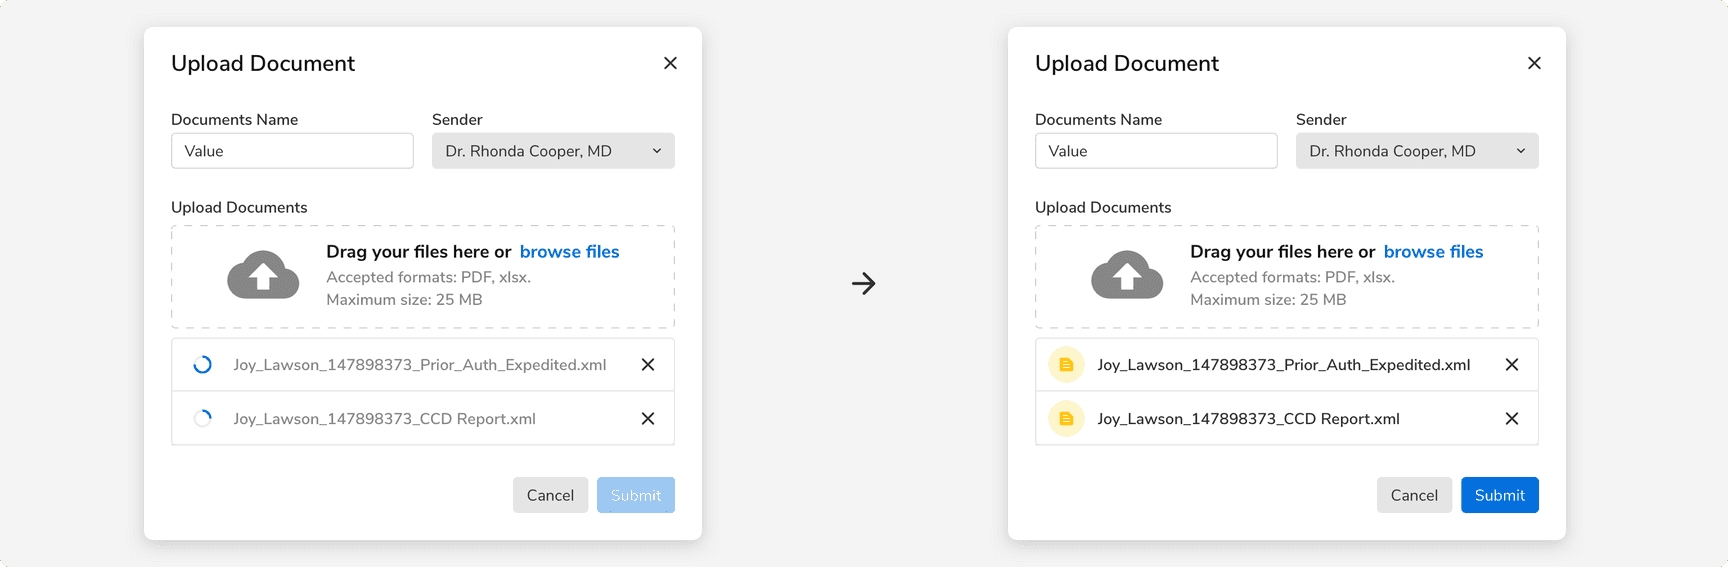 Upload Document
Documents Name
Sender
Value
Dr. Rhonda Cooper, MD
Upload Documents
Drag your files here or browse files
Accepted formats: PDF, xlsx.
Maximum size: 25 MB
Joy_Lawson_147898373_Prior_Auth_Expedited.xml
Joy_Lawson_147898373_CCD Report.xml
Cancel
Submit
Upload Document
Documents Name
Sender
Value
Dr. Rhonda Cooper, MD
Upload Documents
Drag your files here or browse files
Accepted formats: PDF, xlsx.
Maximum size: 25 MB
Joy_Lawson_147898373_Prior_Auth_Expedited.xml
Joy_Lawson_147898373_CCD Report.xml
Cancel
Submit